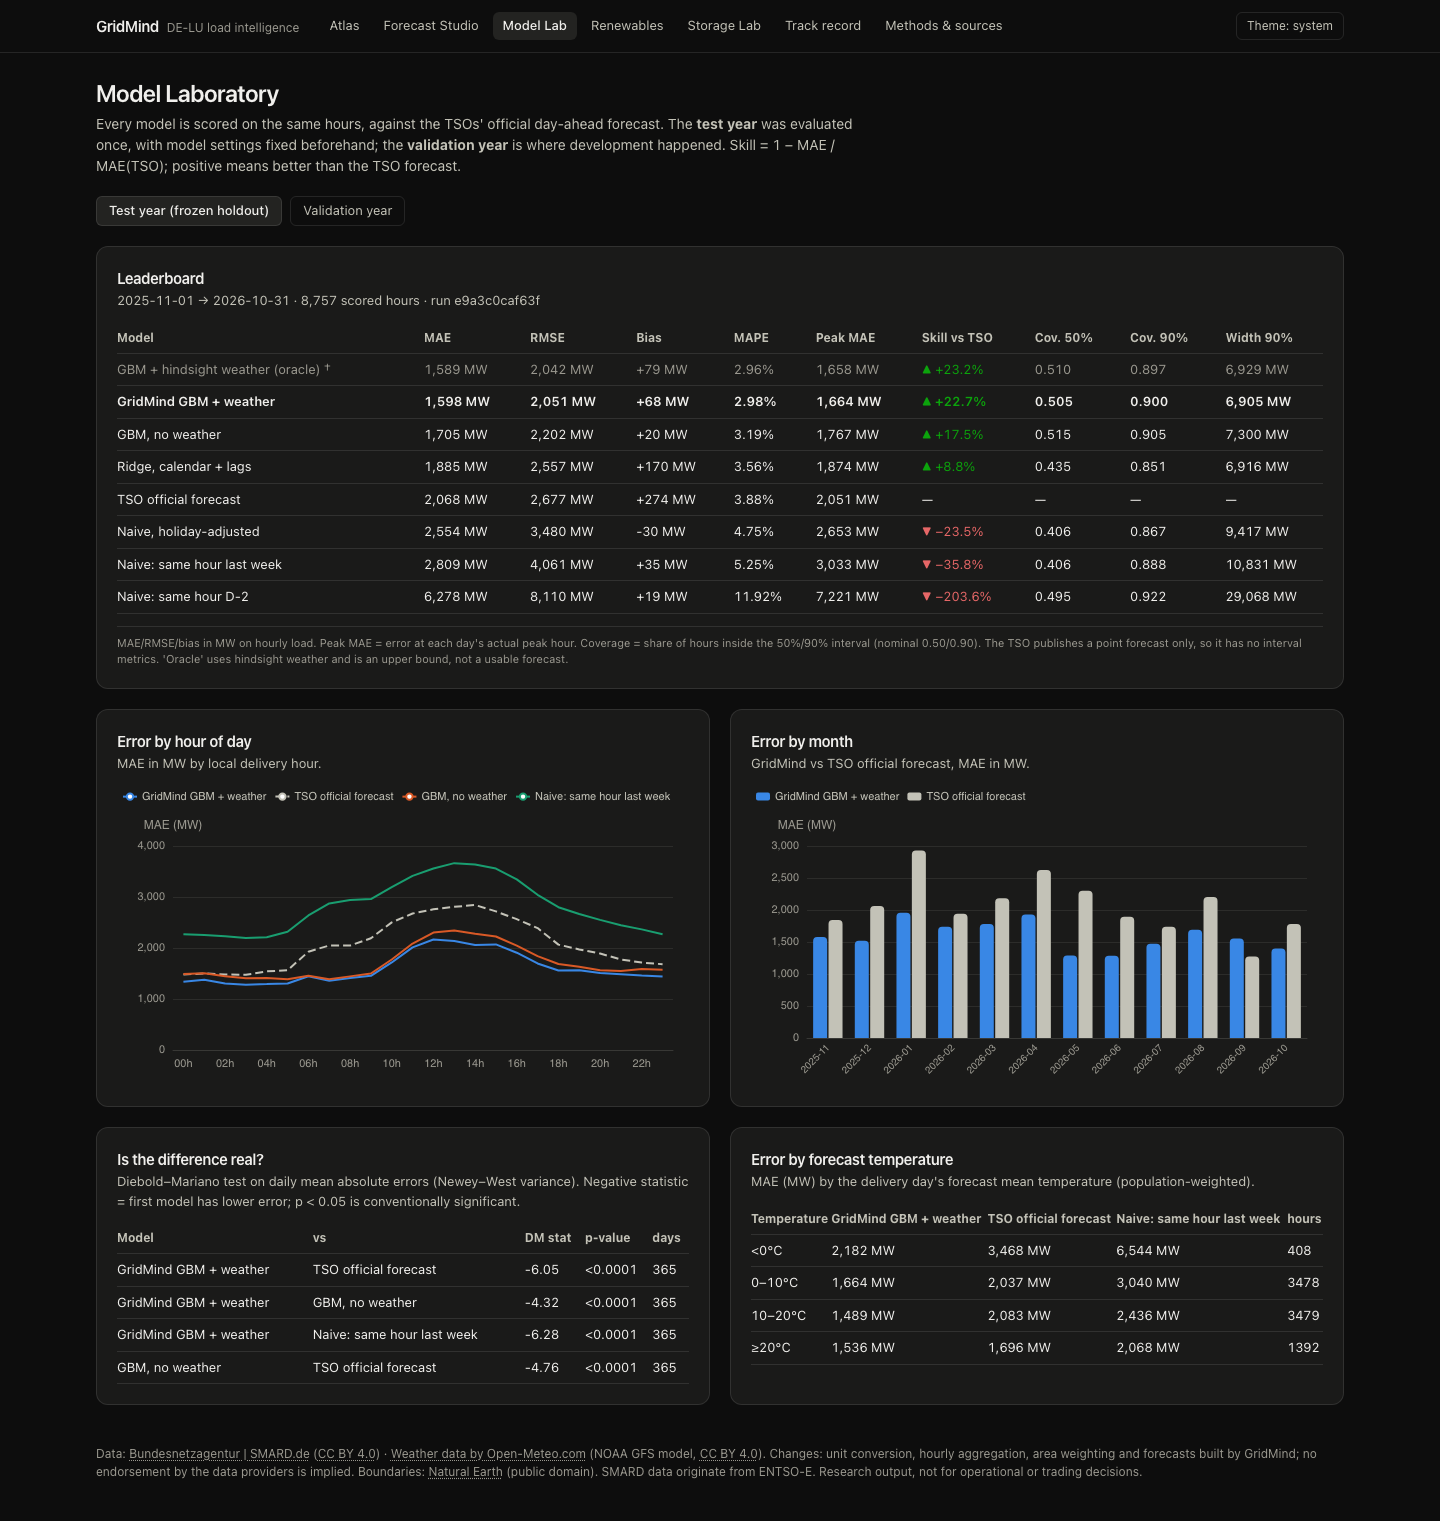 GridMind DE-LU load intelligence Atlas Forecast Studio Model Lab Renewables Storage Lab Track record Methods & sources Theme: system
Model Laboratory
Every model is scored on the same hours, against the TSOs' official day-ahead forecast. The test year was evaluated
once, with model settings fixed beforehand; the validation year is where development happened. Skill = 1 − MAE /
MAE(TSO); positive means better than the TSO forecast.
Test year (frozen holdout) Validation year
Leaderboard
2025-11-01 → 2026-10-31 · 8,757 scored hours · run e9a3c0caf63f
Model MAE RMSE Bias MAPE Peak MAE Skill vs TSO Cov. 50% Cov. 90% Width 90%
GBM + hindsight weather (oracle) † 1,589 MW 2,042 MW +79 MW 2.96% 1,658 MW ▲ +23.2% 0.510 0.897 6,929 MW
GridMind GBM + weather 1,598 MW 2,051 MW +68 MW 2.98% 1,664 MW ▲ +22.7% 0.505 0.900 6,905 MW
GBM, no weather 1,705 MW 2,202 MW +20 MW 3.19% 1,767 MW ▲ +17.5% 0.515 0.905 7,300 MW
Ridge, calendar + lags 1,885 MW 2,557 MW +170 MW 3.56% 1,874 MW ▲ +8.8% 0.435 0.851 6,916 MW
TSO official forecast 2,068 MW 2,677 MW +274 MW 3.88% 2,051 MW — — — —
Naive, holiday-adjusted 2,554 MW 3,480 MW -30 MW 4.75% 2,653 MW ▼ −23.5% 0.406 0.867 9,417 MW
Naive: same hour last week 2,809 MW 4,061 MW +35 MW 5.25% 3,033 MW ▼ −35.8% 0.406 0.888 10,831 MW
Naive: same hour D-2 6,278 MW 8,110 MW +19 MW 11.92% 7,221 MW ▼ −203.6% 0.495 0.922 29,068 MW
MAE/RMSE/bias in MW on hourly load. Peak MAE = error at each day's actual peak hour. Coverage = share of hours inside the 50%/90% interval (nominal 0.50/0.90). The TSO publishes a point forecast only, so it has no interval
metrics. 'Oracle' uses hindsight weather and is an upper bound, not a usable forecast.
Error by hour of day
MAE in MW by local delivery hour.
GridMind GBM + weather TSO official forecast GBM, no weather Naive: same hour last week
MAE (MW)
4,000
3,000
2,000
1,000
0
00h 02h 04h 06h 08h 10h 12h 14h 16h 18h 20h 22h
Error by month
GridMind vs TSO official forecast, MAE in MW.
GridMind GBM + weather TSO official forecast
MAE (MW)
3,000
2,500
2,000
1,500
1,000
500
0
2025-11 2025-12 2026-01 2026-02 2026-03 2026-04 2026-05 2026-06 2026-07 2026-08 2026-09 2026-10
Is the difference real?
Diebold–Mariano test on daily mean absolute errors (Newey–West variance). Negative statistic
= first model has lower error; p < 0.05 is conventionally significant.
Model vs DM stat p-value days
GridMind GBM + weather TSO official forecast -6.05 <0.0001 365
GridMind GBM + weather GBM, no weather -4.32 <0.0001 365
GridMind GBM + weather Naive: same hour last week -6.28 <0.0001 365
GBM, no weather TSO official forecast -4.76 <0.0001 365
Error by forecast temperature
MAE (MW) by the delivery day's forecast mean temperature (population-weighted).
Temperature GridMind GBM + weather TSO official forecast Naive: same hour last week hours
<0°C 2,182 MW 3,468 MW 6,544 MW 408
0–10°C 1,664 MW 2,037 MW 3,040 MW 3478
10–20°C 1,489 MW 2,083 MW 2,436 MW 3479
≥20°C 1,536 MW 1,696 MW 2,068 MW 1392
Data: Bundesnetzagentur | SMARD.de (CC BY 4.0) · Weather data by Open-Meteo.com (NOAA GFS model, CC BY 4.0). Changes: unit conversion, hourly aggregation, area weighting and forecasts built by GridMind; no
endorsement by the data providers is implied. Boundaries: Natural Earth (public domain). SMARD data originate from ENTSO-E. Research output, not for operational or trading decisions.